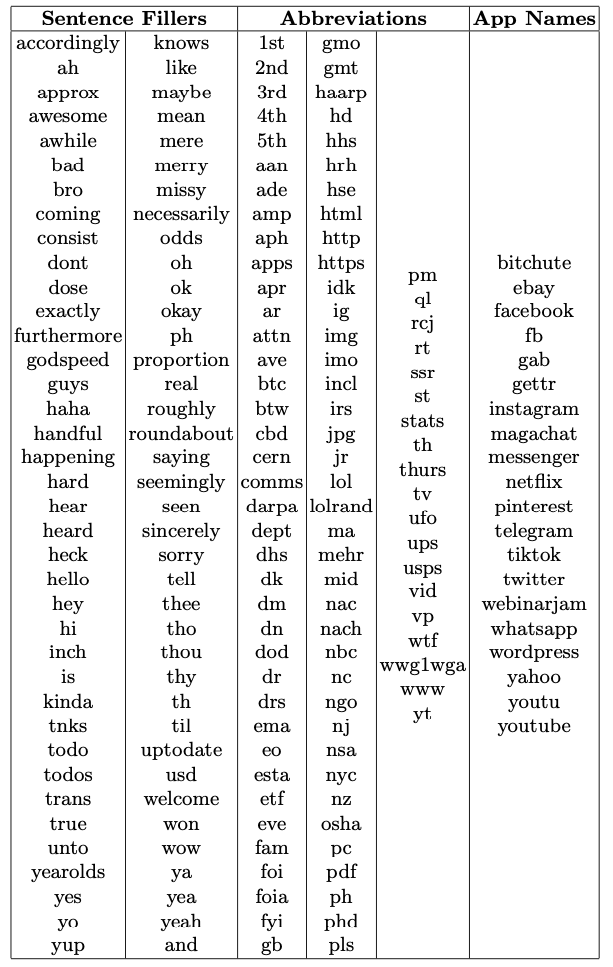 Sentence Fillers
Abbreviations
App Names
accordingly
ah
approx
awesome
awhile
bad
bro
coming
consist
dont
dose
exactly
furthermore
godspeed
guys
haha
handful
happening
hard
hear
heard
heck
hello
hey
hi
inch
is
kinda
tnks
todo
todos
trans
true
unto
yearolds
yes
yo
yup
knows
like
maybe
mean
mere
merry
missy
necessarily
odds
oh
ok
okay
ph
proportion
real
roughly
roundabout
saying
seemingly
seen
sincerely
sorry
tell
thee
tho
thou
thy
th
til
uptodate
usd
welcome
won
wow
ya
yea
yeah
and
1st
2nd
3rd
4th
5th
aan
ade
amp
aph
apps
apr
ar
attn
ave
btc
btw
cbd
cern
comms
darpa
dept
dhs
dk
dm
dn
dod
dr
drs
ema
eo
esta
etf
eve
fam
foi
foia
fyi
gb
gmo
gmt
haarp
hd
hhs
hrh
hse
html
http
https
idk
ig
img
imo
incl
irs
jpg
jr
lol
lolrand
ma
mehr
mid
nac
nach
nbc
nc
ngo
nj
nsa
nyc
nz
osha
pc
pdf
ph
phd
pls
pm
ql
rcj
rt
ssr
st
stats
th
thurs
tv
ufo
ups
usps
vid
vp
wtf
wwg1wga
www
yt
bitchute
ebay
facebook
fb
gab
gettr
instagram
magachat
messenger
netflix
pinterest
telegram
tiktok
twitter
webinarjam
whatsapp
wordpress
yahoo
youtu
youtube